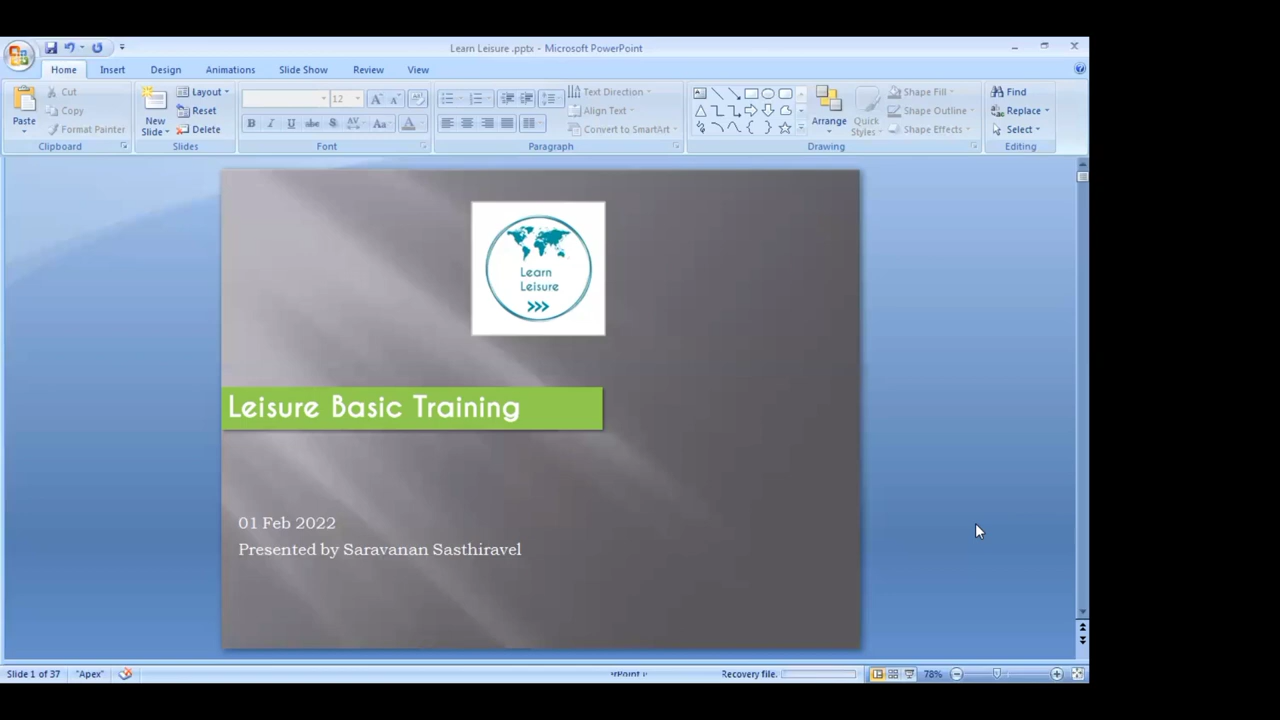 Learn Leisure .pptx - Microsoft PowerPoint
Home Insert Design Animations Slide Show Review View
Paste
Cut
Copy
Format Painter
Clipboard
New
Slide
Layout
Reset
Delete
Slides
12
B I U abc S AV Aa A
Font
Text Direction
Align Text
Convert to SmartArt
Paragraph
Arrange
Quick
Styles
Shape Fill
Shape Outline
Shape Effects
Drawing
Find
Replace
Select
Editing
Learn
Leisure
Leisure Basic Training
01 Feb 2022
Presented by Saravanan Sasthiravel
Slide 1 of 37 "Apex" Recovery file. 78%